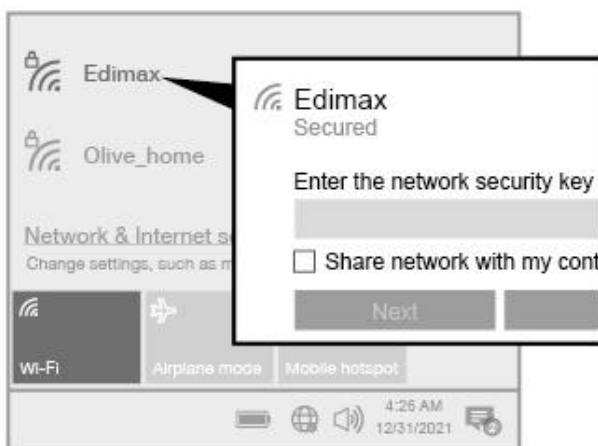 Edimax
Olive_home
Network & Internet s
Change settings, such as m
Wi-Fi
Airplane mode
Mobile hotspot
4:26 AM
12/31/2021
2
Edimax
Secured
Enter the network security key
Share network with my cont
Next